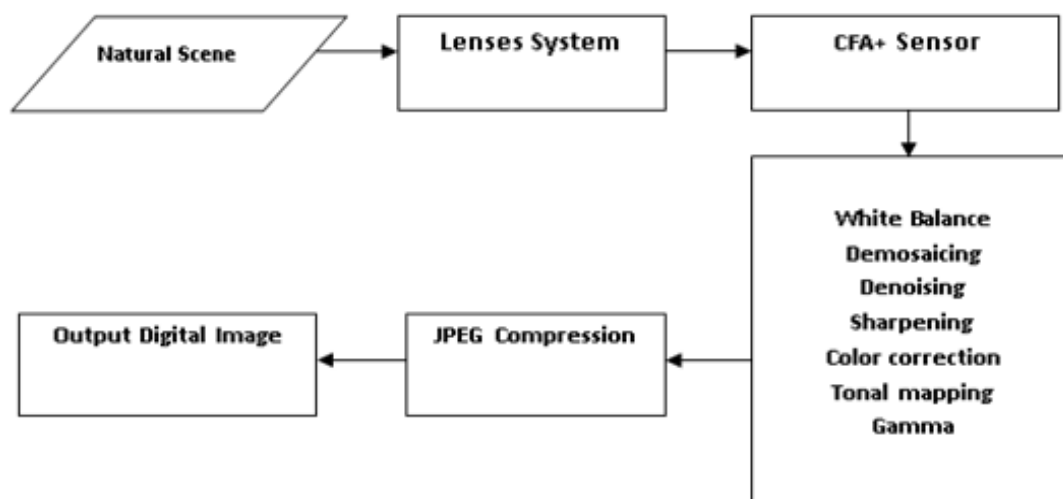 Natural Scene
Lenses System
CFA+ Sensor
White Balance
Demosaicing
Denoising
Sharpening
Color correction
Tonal mapping
Gamma
JPEG Compression
Output Digital Image